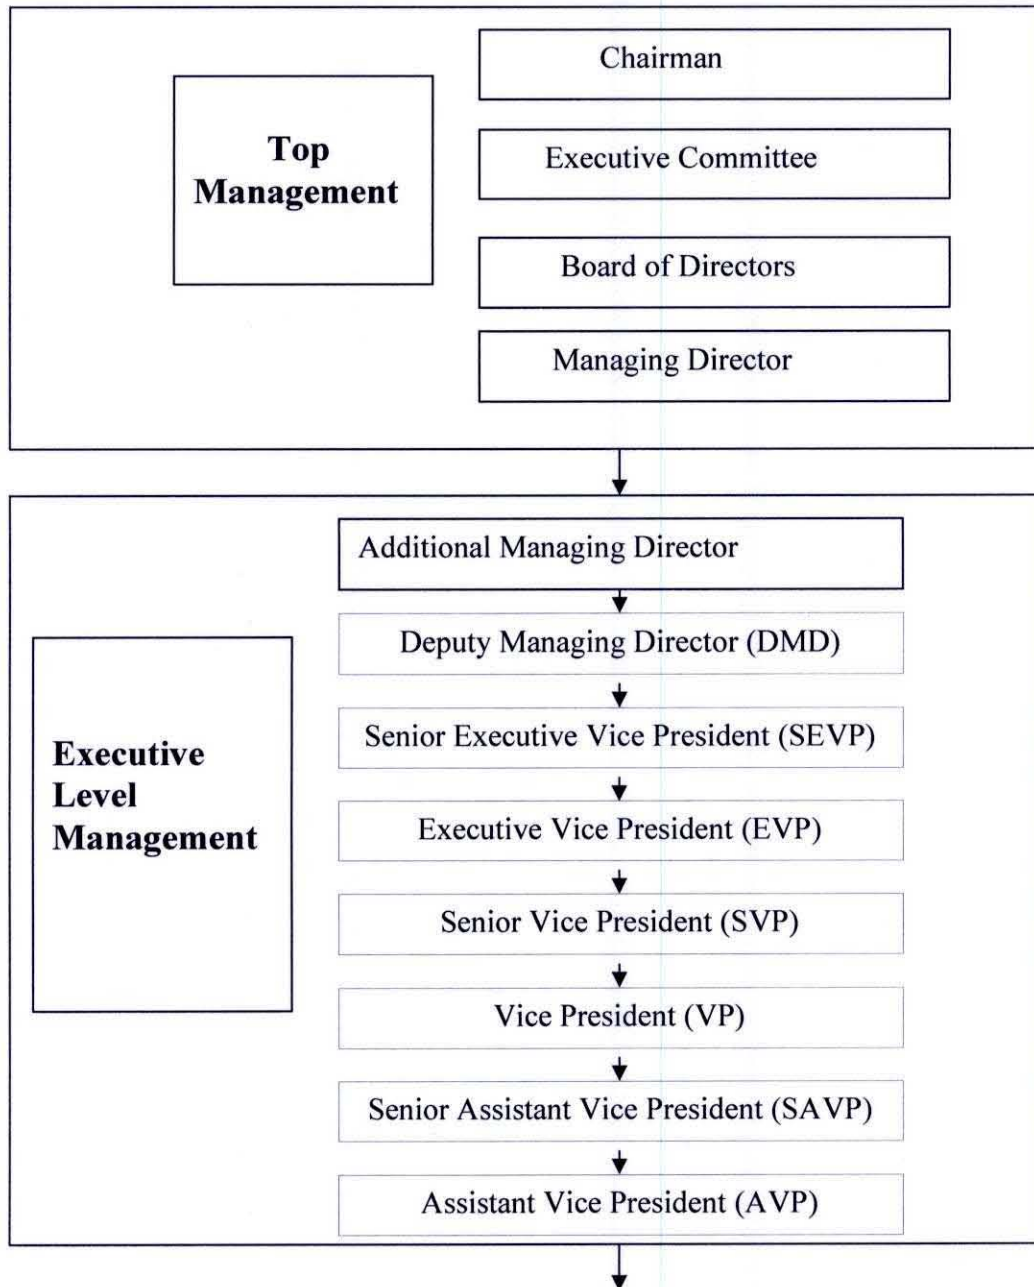 Top
Management
Chairman
Executive Committee
Board of Directors
Managing Director
Executive
Level
Management
Additional Managing Director
Deputy Managing Director (DMD)
Senior Executive Vice President (SEVP)
Executive Vice President (EVP)
Senior Vice President (SVP)
Vice President (VP)
Senior Assistant Vice President (SAVP)
Assistant Vice President (AVP)